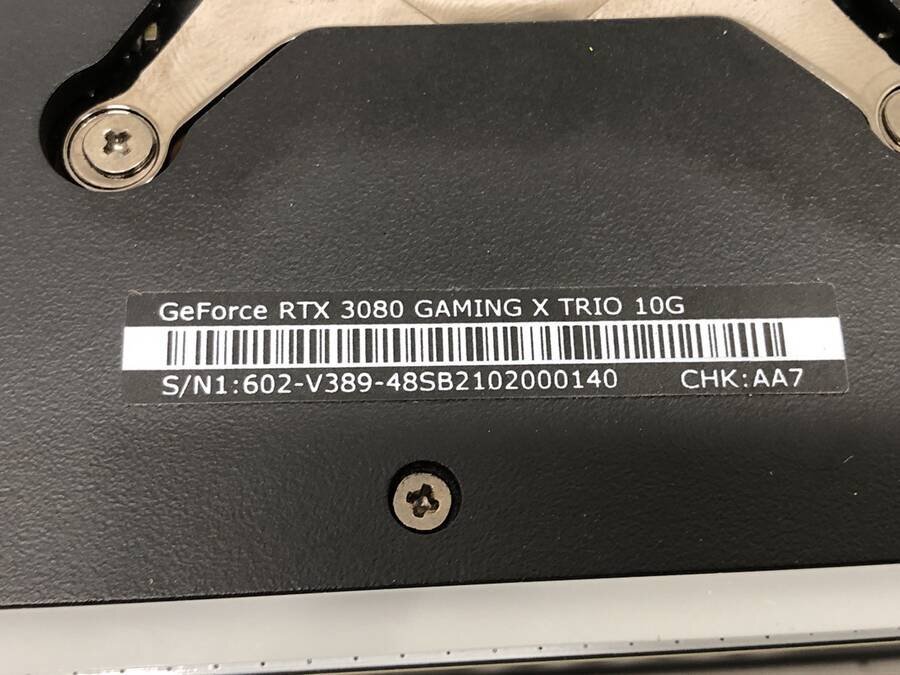 GeForce RTX 3080 GAMING X TRIO 10G
S/N1:602-V389-48SB2102000140 CHK:AA7